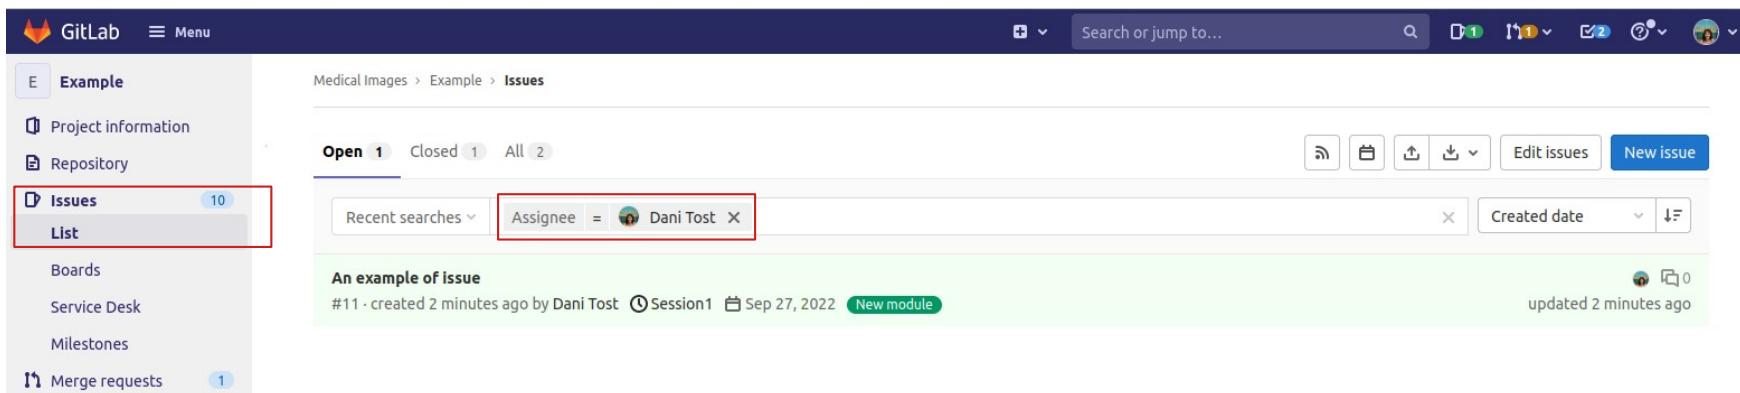 GitLab Menu Search or jump to... 1 1 2
E Example
Project information
Repository
Issues 10
List
Boards
Service Desk
Milestones
Merge requests 1
Medical Images > Example > Issues
Open 1 Closed 1 All 2 Edit issues New issue
Recent searches Assignee = Dani Tost Created date
An example of issue 0
#11 · created 2 minutes ago by Dani Tost Session1 Sep 27, 2022 New module updated 2 minutes ago